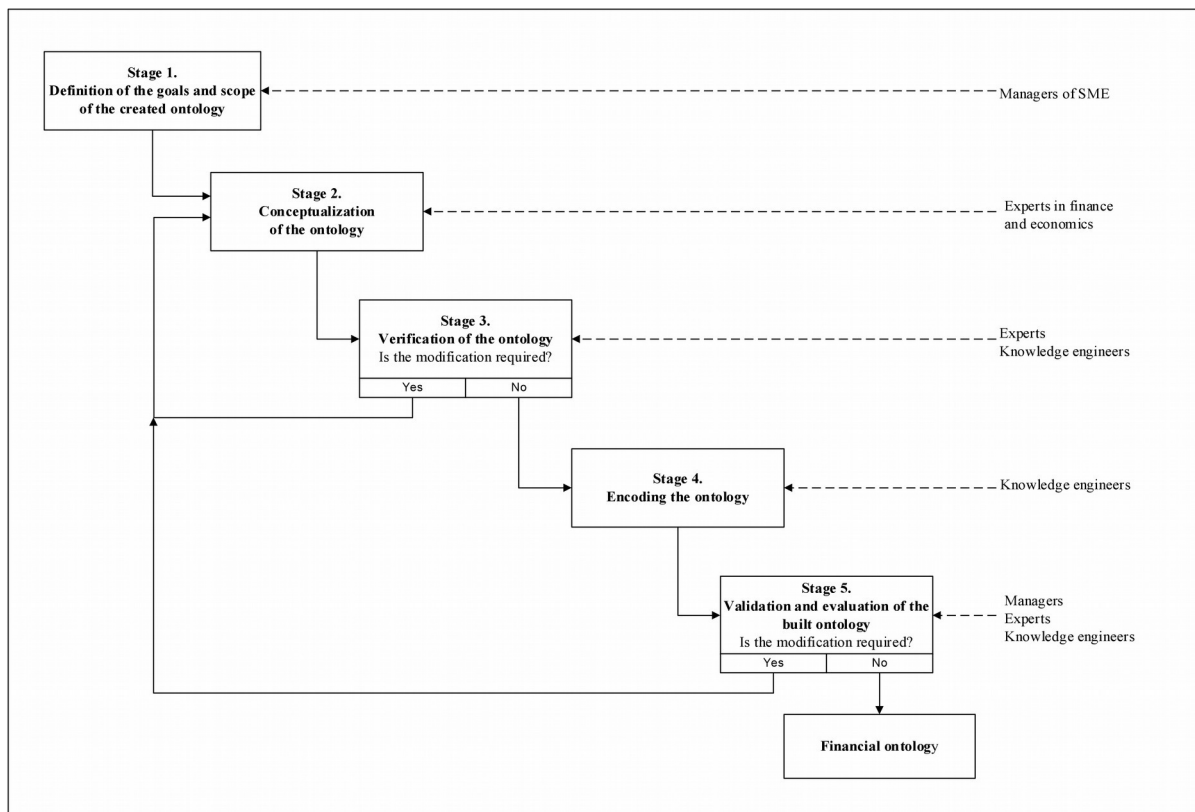 Stage 1.
Definition of the goals and scope
of the created ontology
Managers of SME
Stage 2.
Conceptualization
of the ontology
Experts in finance
and economics
Stage 3.
Verification of the ontology
Is the modification required?
Yes
No
Experts
Knowledge engineers
Stage 4.
Encoding the ontology
Knowledge engineers
Stage 5.
Validation and evaluation of the
built ontology
Is the modification required?
Yes
No
Managers
Experts
Knowledge engineers
Financial ontology